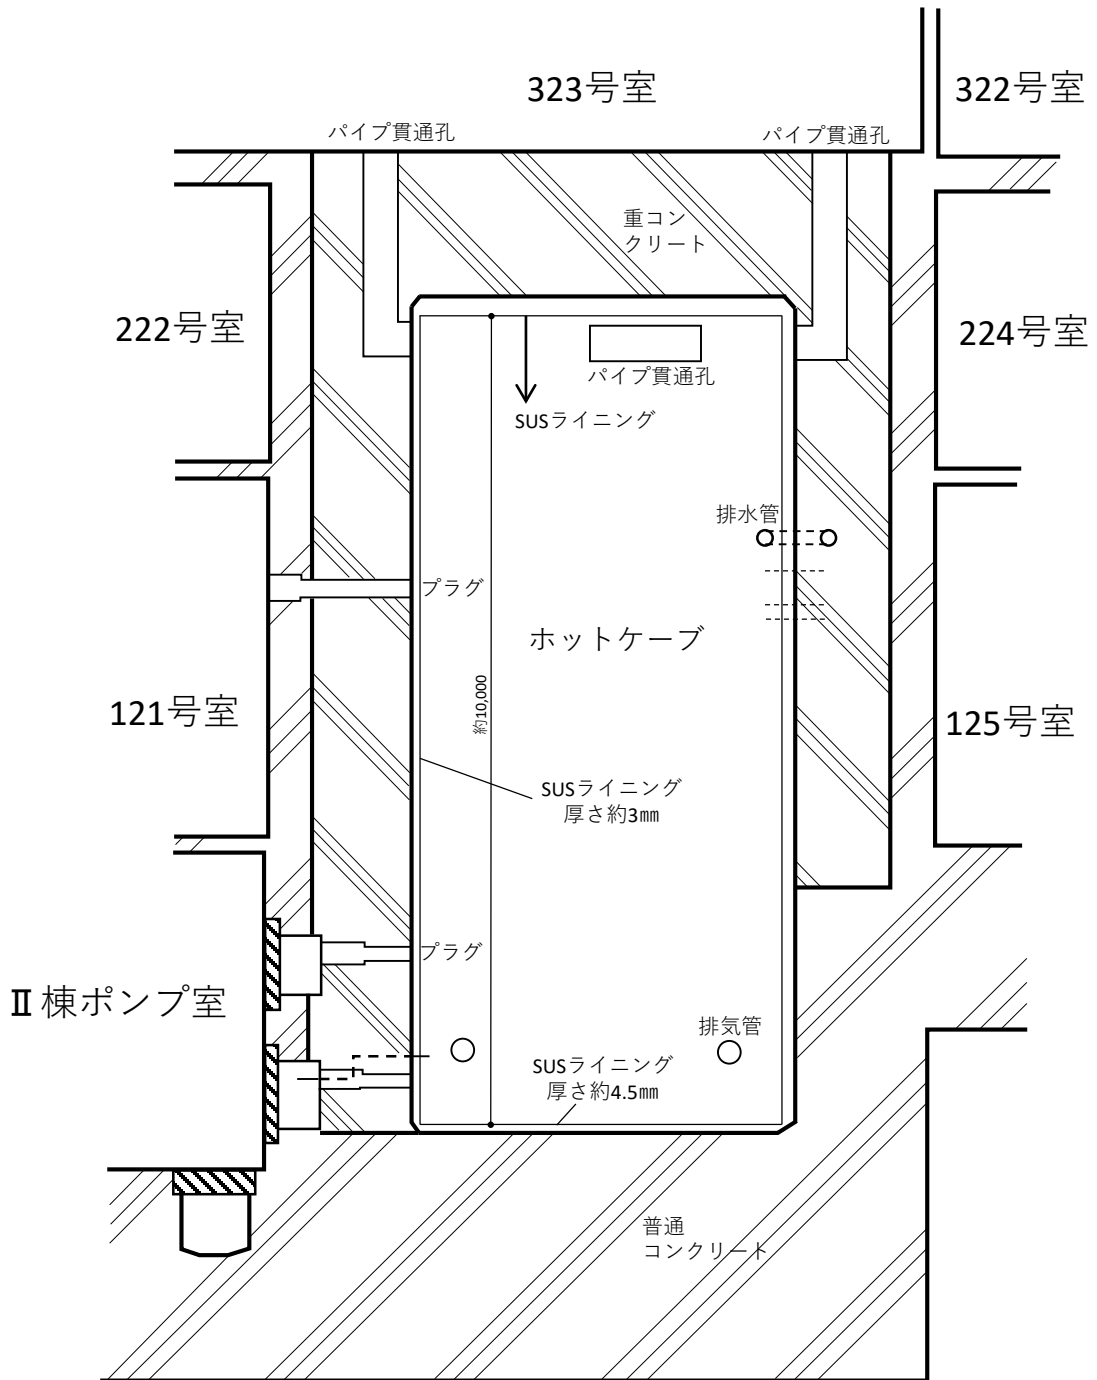 323号室
322号室
パイプ貫通孔
パイプ貫通孔
重コン
クリート
222号室
224号室
パイプ貫通孔
SUSライニング
排水管
プラグ
ホットケーブ
約10,000
121号室
125号室
SUSライニング
厚さ約3㎜
プラグ
Ⅱ棟ポンプ室
排気管
SUSライニング
厚さ約4.5㎜
普通
コンクリート